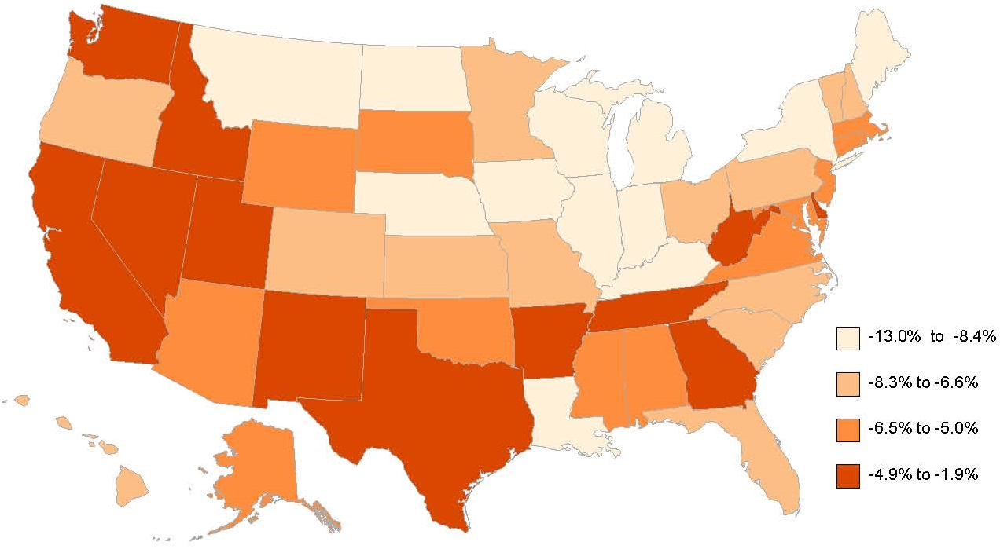 -13.0% to -8.4%
-8.3% to -6.6%
-6.5% to -5.0%
-4.9% to -1.9%